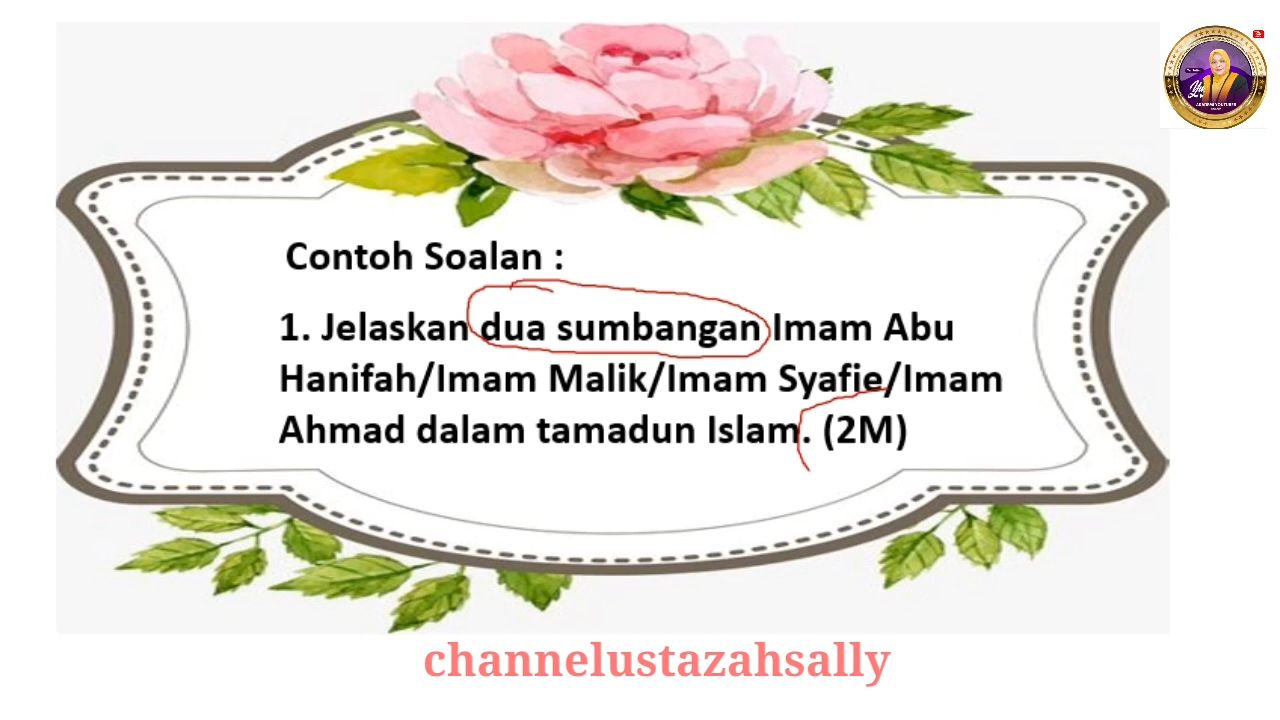 Contoh Soalan :
1. Jelaskan dua sumbangan Imam Abu
Hanifah/Imam Malik/Imam Syafie/Imam
Ahmad dalam tamadun Islam. (2M)
channelustazahsally